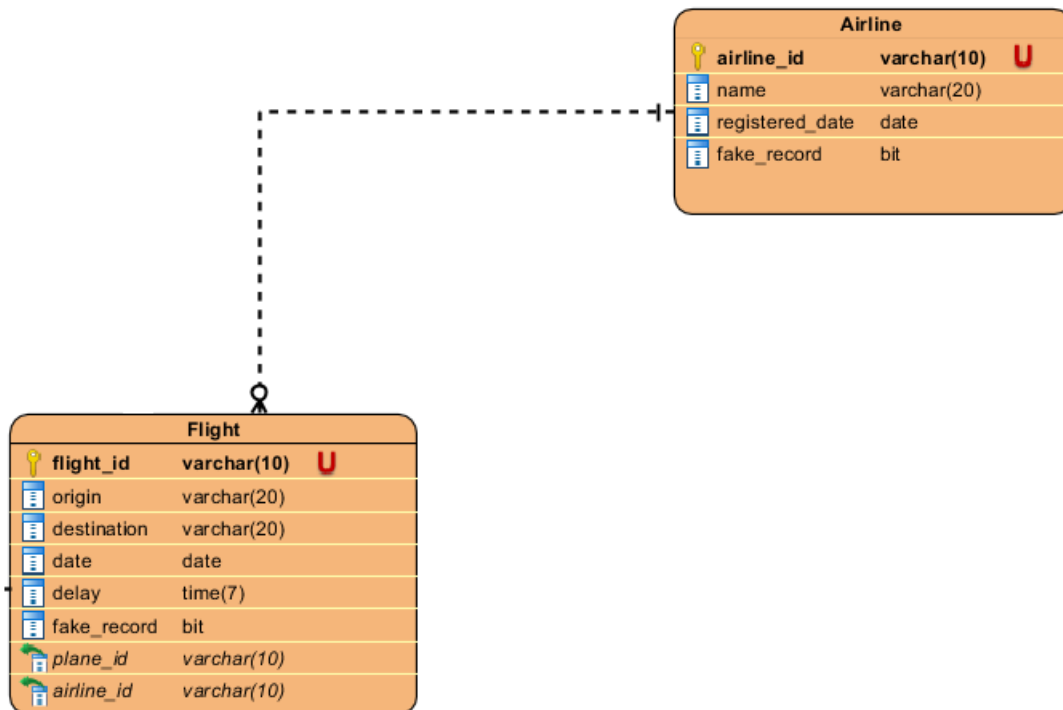 Airline
airline_id varchar(10) U
name varchar(20)
registered_date date
fake_record bit
Flight
flight_id varchar(10) U
origin varchar(20)
destination varchar(20)
date date
delay time(7)
fake_record bit
plane_id varchar(10)
airline_id varchar(10)